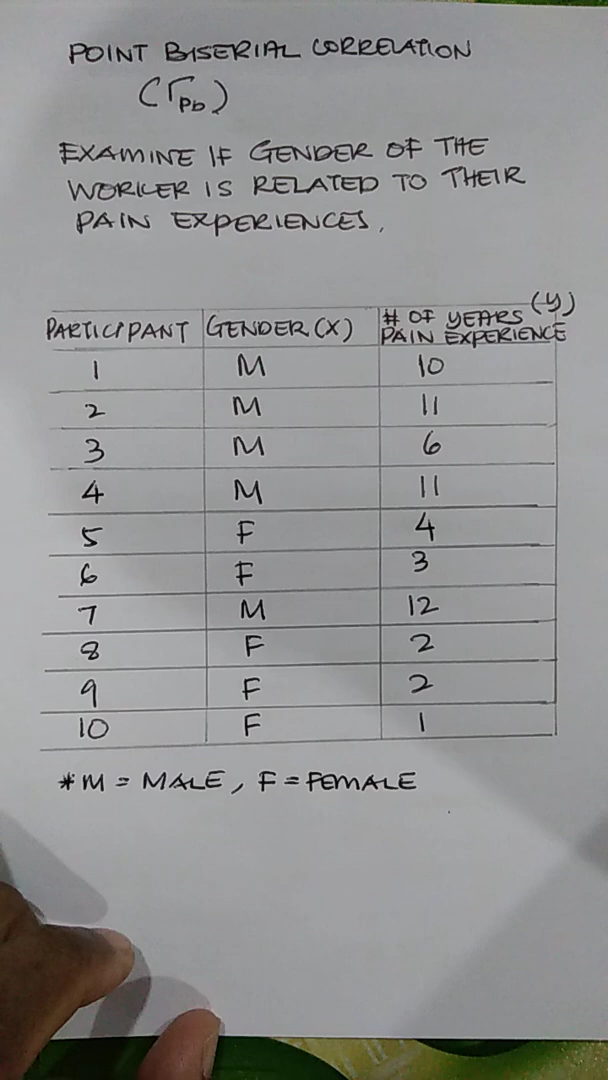 POINT BISERIAL CORRELATION
(rpb)
EXAMINE IF GENDER OF THE
WORKER IS RELATED TO THEIR
PAIN EXPERIENCES.
PARTICIPANT GENDER (X) # OF YEARS (Y)
PAIN EXPERIENCE
1 M 10
2 M 11
3 M 6
4 M 11
5 F 4
6 F 3
7 M 12
8 F 2
9 F 2
10 F 1
*M = MALE, F = FEMALE